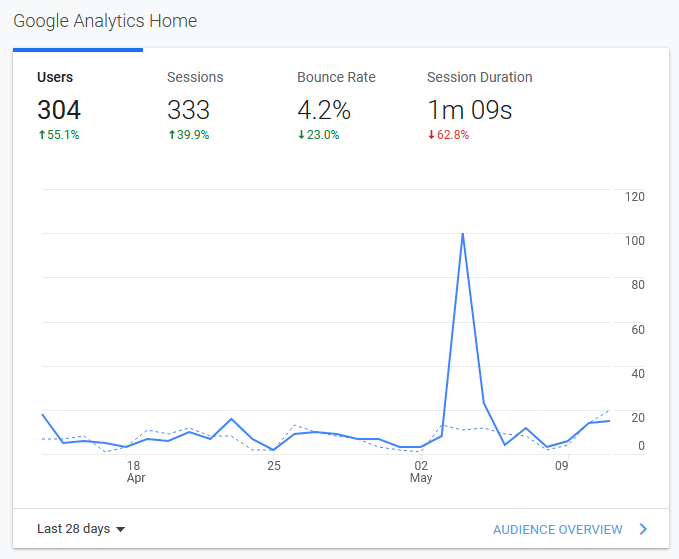 Google Analytics Home
Users Sessions Bounce Rate Session Duration
304 333 4.2% 1m 09s
↑55.1% ↑39.9% ↓23.0% ↓62.8%
120
100
80
60
40
20
0
18 25 02 09
Apr May
Last 28 days AUDIENCE OVERVIEW